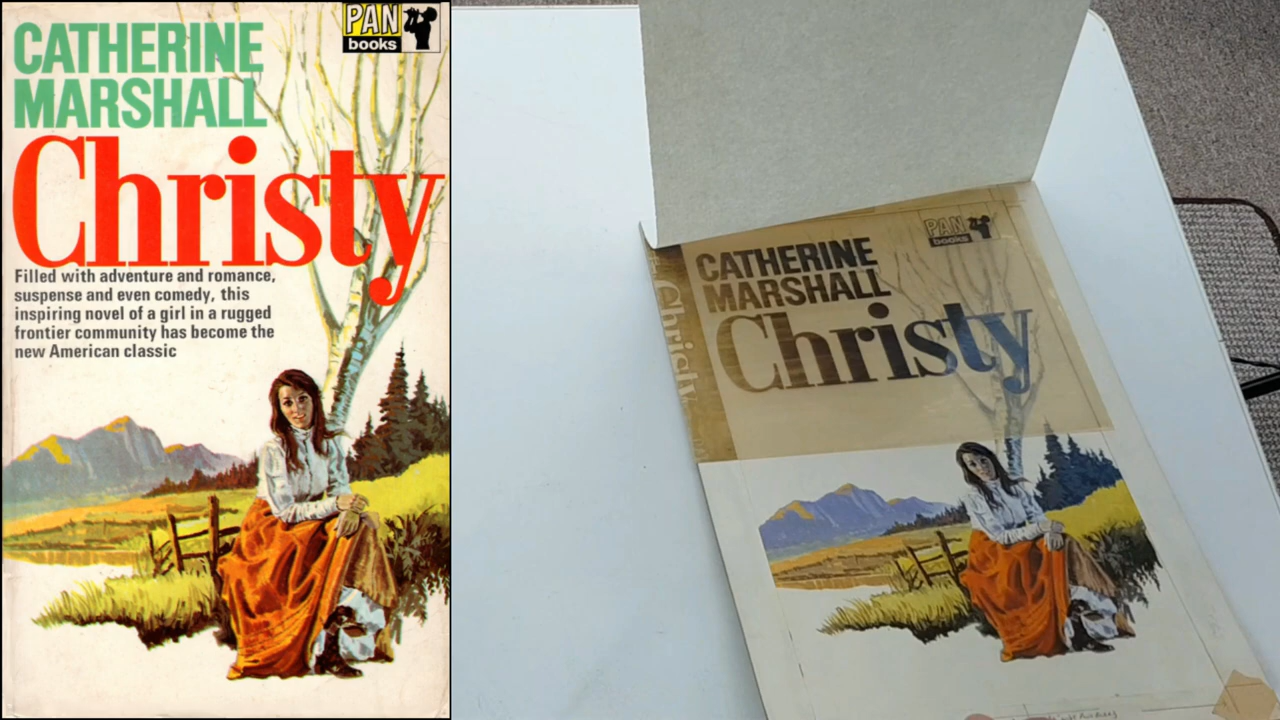 PAN
books
CATHERINE
MARSHALL
Christy
Filled with adventure and romance,
suspense and even comedy, this
inspiring novel of a girl in a rugged
frontier community has become the
new American classic
PAN
books
CATHERINE
MARSHALL
Christy
Christy